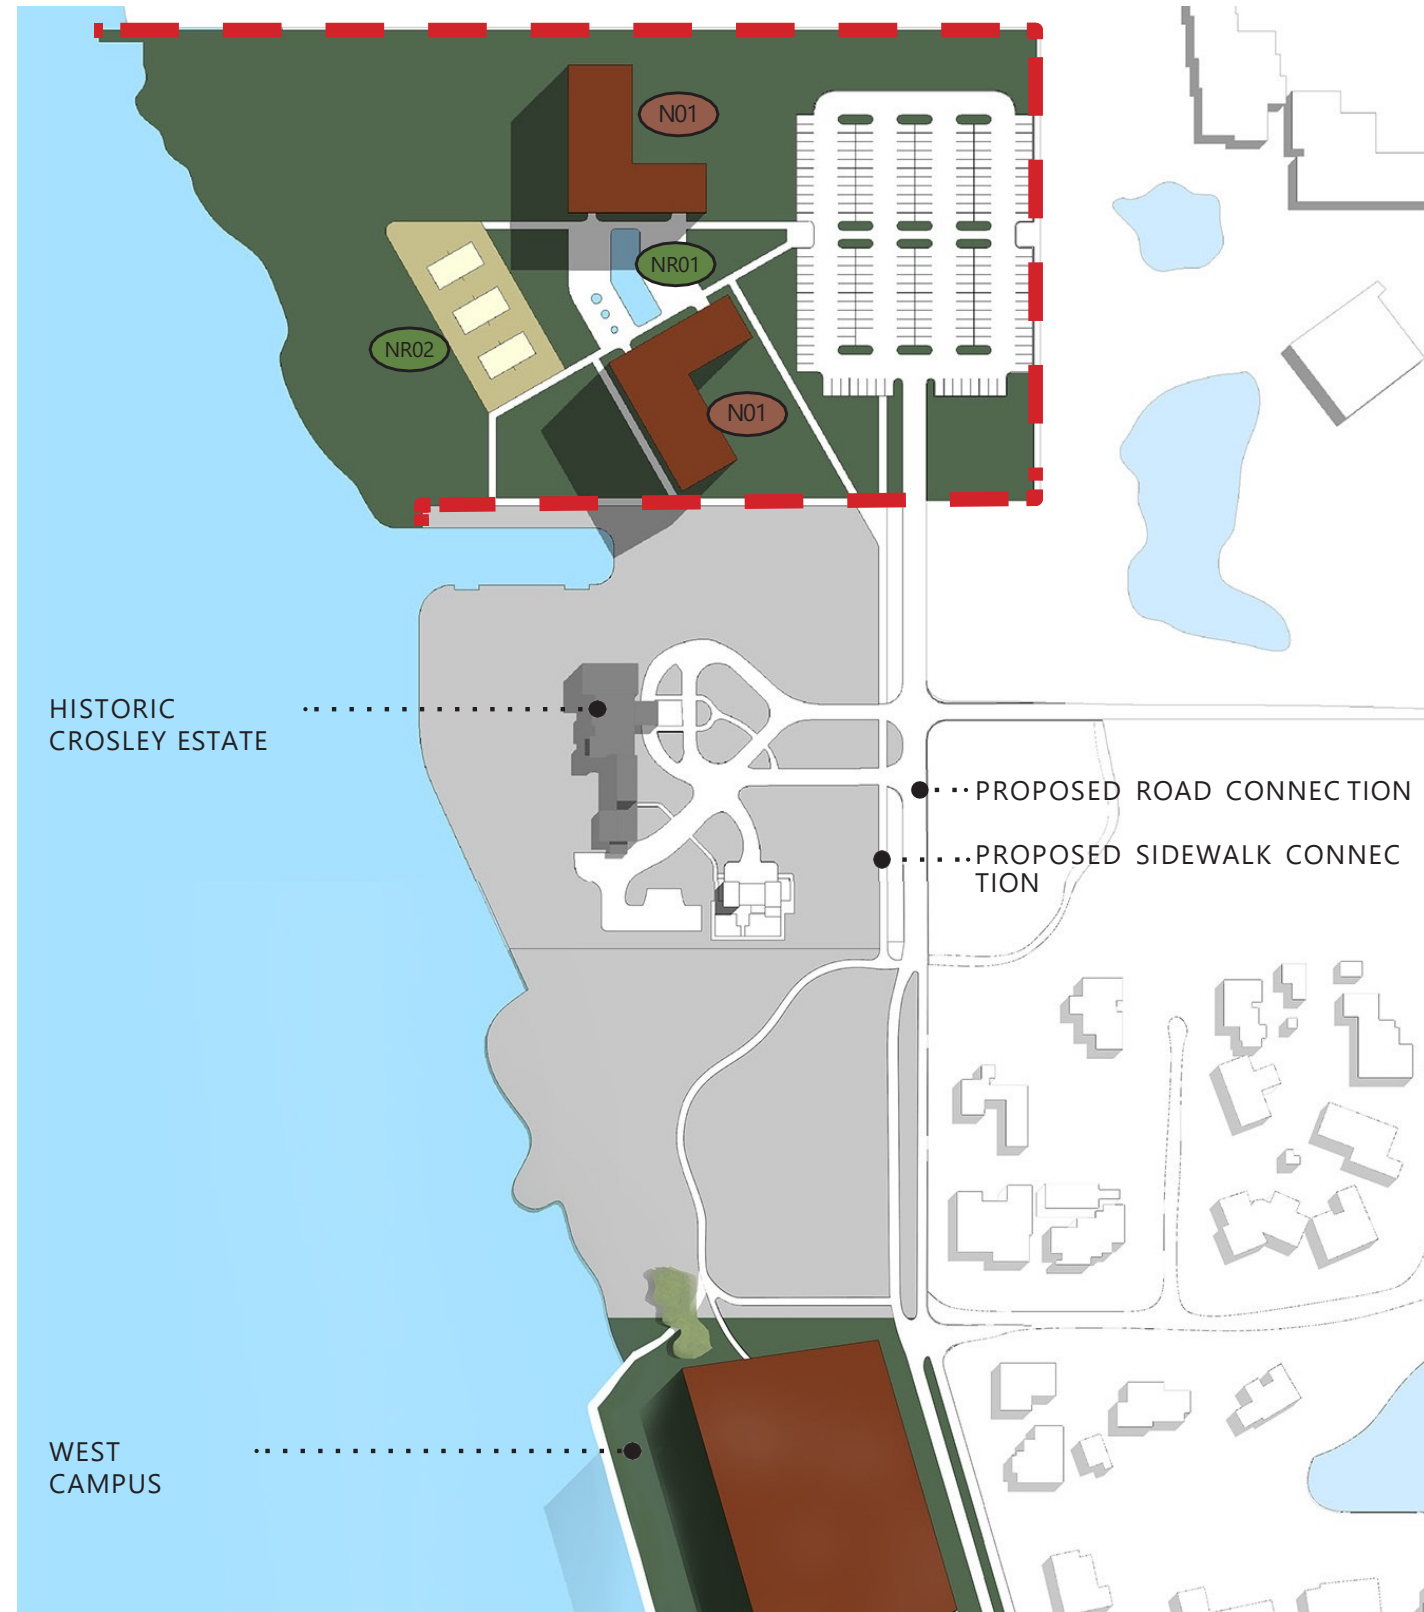 N01
NR01
NR02
N01
HISTORIC
CROSLEY ESTATE
PROPOSED ROAD CONNEC TION
PROPOSED SIDEWALK CONNEC
TION
WEST
CAMPUS